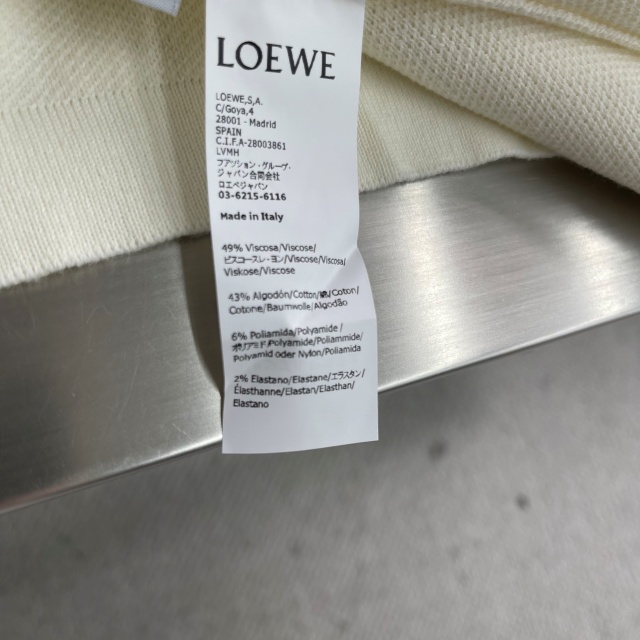 LOEWE
LOEWE,S,A.
C/Goya,4
28001 - Madrid
SPAIN
C.I.F.A-28003861
LVMH
ファッション・グルーヴ・
ジャパン合同会社
ロエベジャパン
03-6215-6116
Made in Italy
49% Viscosa/Viscose/
ビスコースレ・ヨン/Viscose/Viscosa/
Viskose/Viscose
43% Algodón/Cotton/綿/Coton/
Cotone/Baumwolle/Algodão
6% Poliamida/Polyamide/
ポリアミド/Polyamide/Poliammide/
Polyamid oder Nylon/Poliamida
2% Elastano/Elastane/エラスタン/
Élasthanne/Elastan/Elasthan/
Elastano